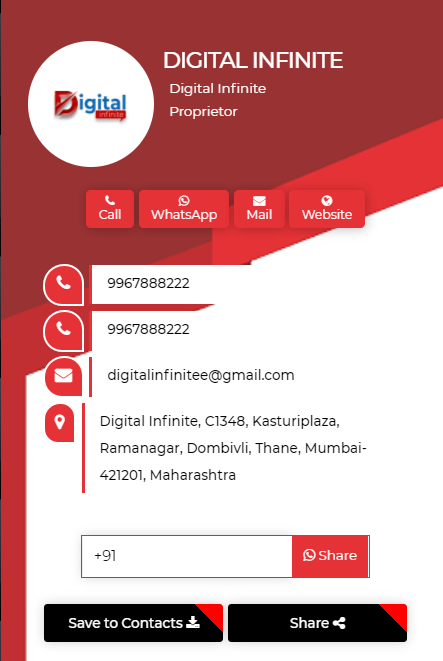 DIGITAL INFINITE
Digital Infinite
Proprietor
Digital
infinite
Call
WhatsApp
Mail
Website
9967888222
9967888222
digitalinfinitee@gmail.com
Digital Infinite, C1348, Kasturiplaza,
Ramanagar, Dombivli, Thane, Mumbai-
421201, Maharashtra
+91
Share
Save to Contacts
Share